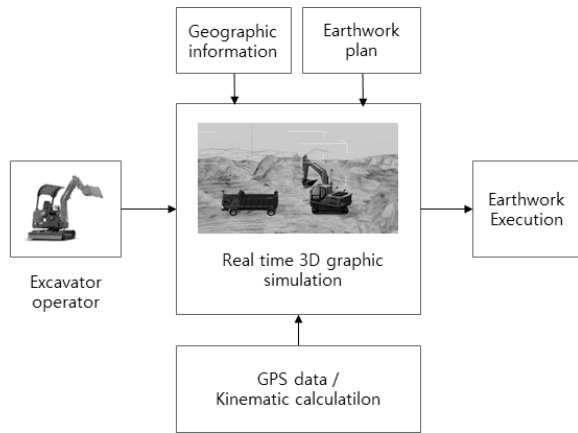 Geographic
information
Earthwork
plan
Excavator
operator
Real time 3D graphic
simulation
Earthwork
Execution
GPS data /
Kinematic calculatilon